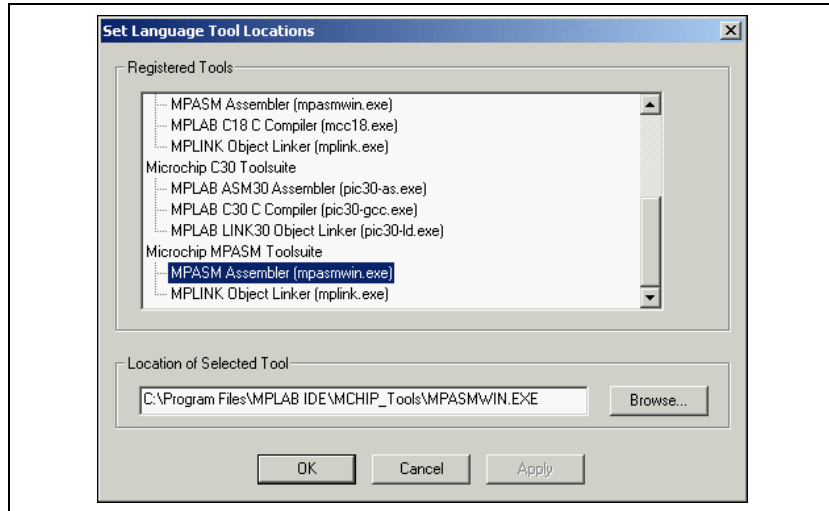 Set Language Tool Locations
Registered Tools
MPASM Assembler (mpasmwin.exe)
MPLAB C18 C Compiler (mcc18.exe)
MPLINK Object Linker (mplink.exe)
Microchip C30 Toolsuite
MPLAB ASM30 Assembler (pic30-as.exe)
MPLAB C30 C Compiler (pic30-gcc.exe)
MPLAB LINK30 Object Linker (pic30-ld.exe)
Microchip MPASM Toolsuite
MPASM Assembler (mpasmwin.exe)
MPLINK Object Linker (mplink.exe)
Location of Selected Tool
C:\Program Files\MPLAB IDE\MCHIP_Tools\MPASMWIN.EXE
Browse...
OK Cancel Apply